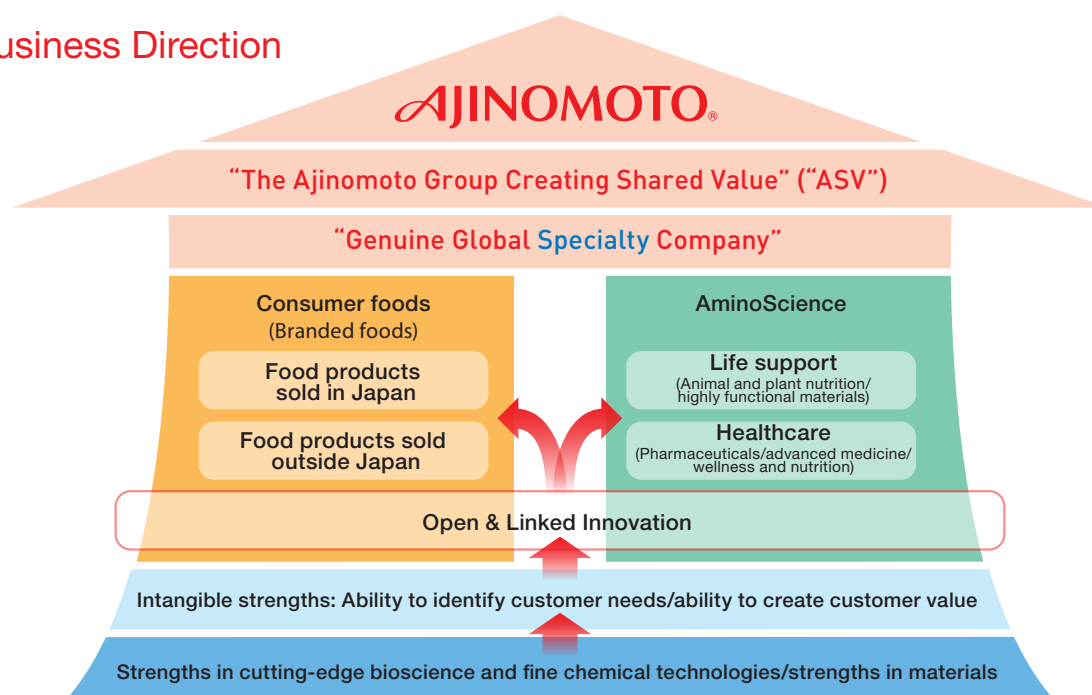 usiness Direction
AJINOMOTO®
“The Ajinomoto Group Creating Shared Value” (“ASV”)
“Genuine Global Specialty Company”
Consumer foods
(Branded foods)
Food products
sold in Japan
Food products sold
outside Japan
AminoScience
Life support
(Animal and plant nutrition/
highly functional materials)
Healthcare
(Pharmaceuticals/advanced medicine/
wellness and nutrition)
Open & Linked Innovation
Intangible strengths: Ability to identify customer needs/ability to create customer value
Strengths in cutting-edge bioscience and fine chemical technologies/strengths in materials